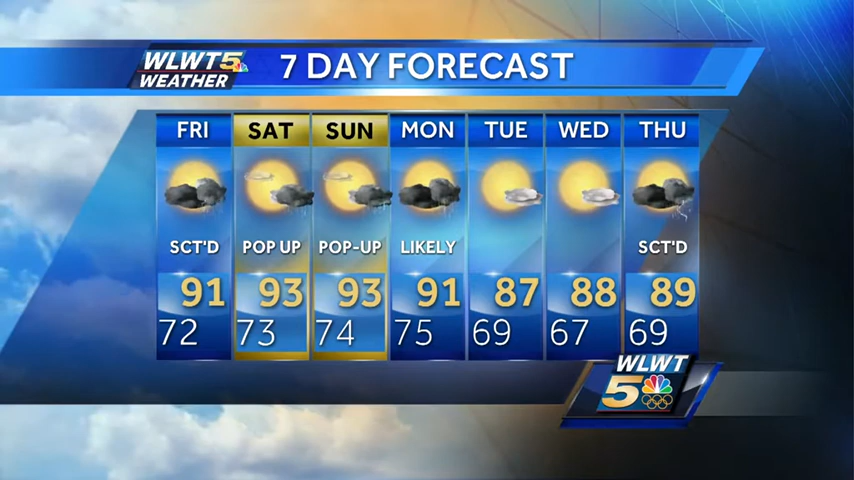 WLWT5
WEATHER
7 DAY FORECAST
FRI SAT SUN MON TUE WED THU
SCT'D POP UP POP-UP LIKELY SCT'D
91 93 93 91 87 88 89
72 73 74 75 69 67 69
WLWT
5